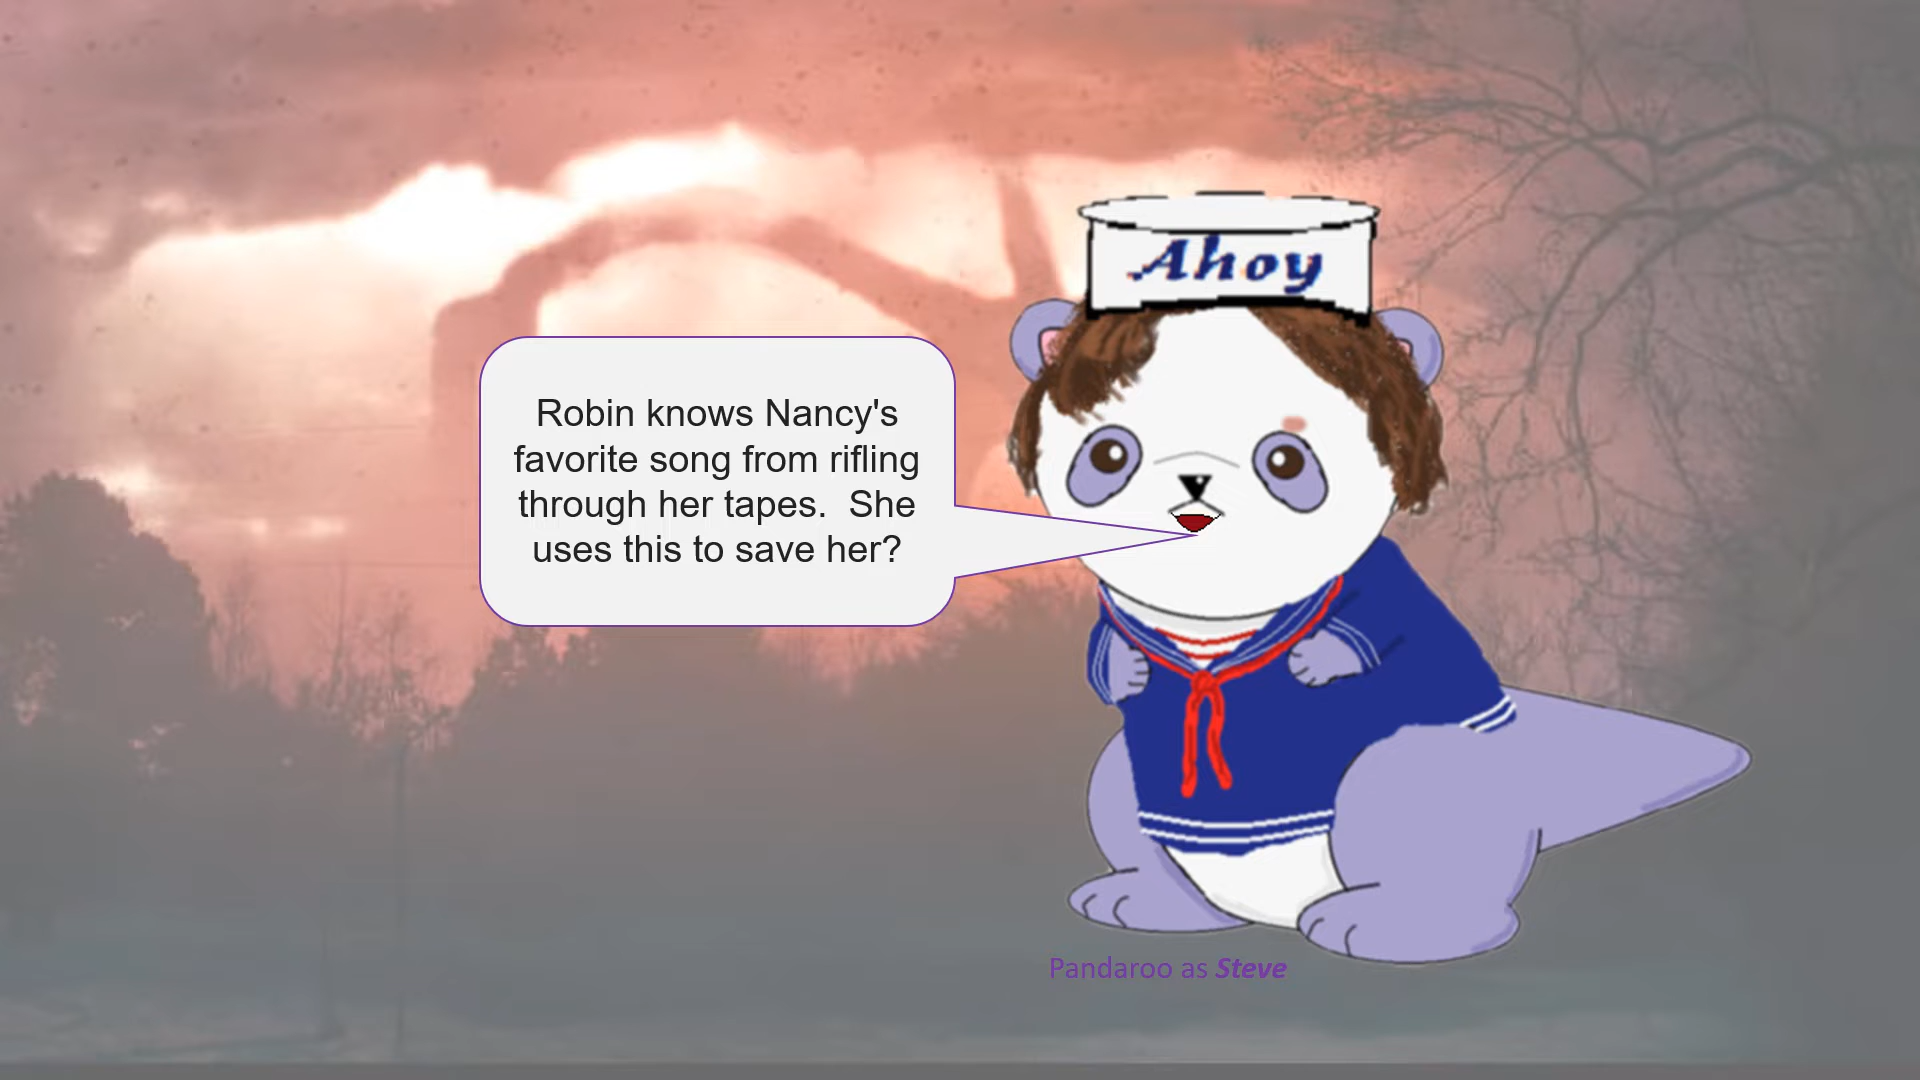 Ahoy
Robin knows Nancy's
favorite song from rifling
through her tapes.  She
uses this to save her?
Pandaroo as Steve